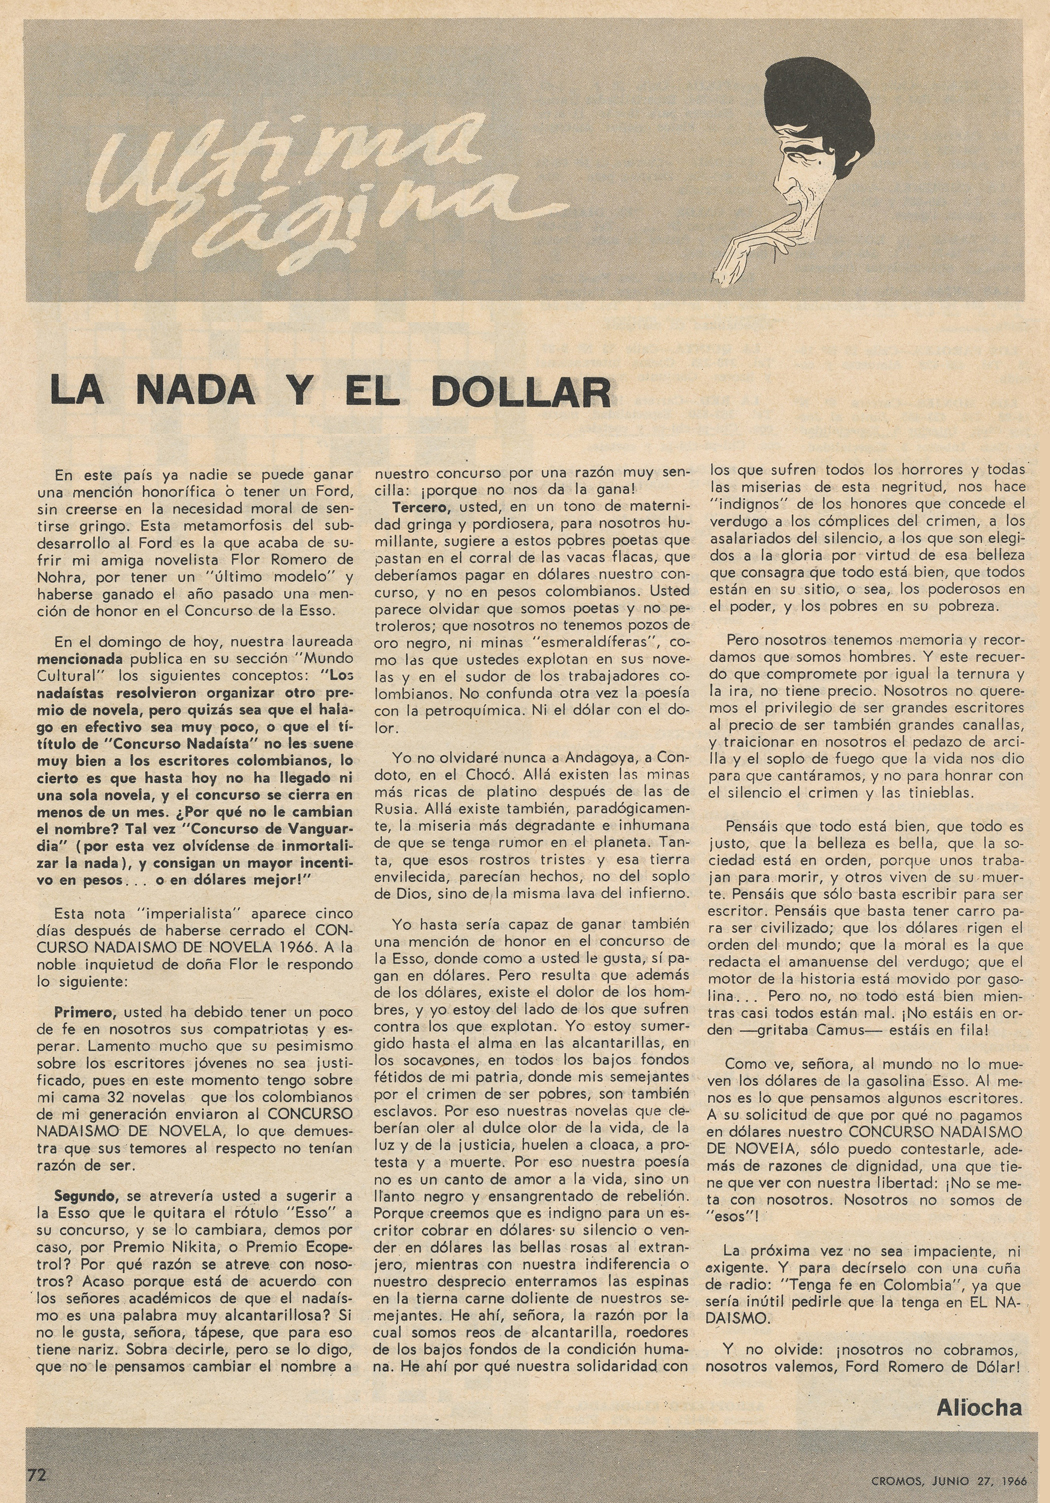 Ultima
Página
LA NADA Y EL DOLLAR
En este país ya nadie se puede ganar
una mención honorífica o tener un Ford,
sin creerse en la necesidad moral de sen-
tirse gringo. Esta metamorfosis del sub-
desarrollo al Ford es la que acaba de su-
frir mi amiga novelista Flor Romero de
Nohra, por tener un "último modelo" y
haberse ganado el año pasado una men-
ción de honor en el Concurso de la Esso.
En el domingo de hoy, nuestra laureada
mencionada publica en su sección "Mundo
Cultural" los siguientes conceptos: "Los
nadaístas resolvieron organizar otro pre-
mio de novela, pero quizás sea que el hala-
go en efectivo sea muy poco, o que el tí-
título de "Concurso Nadaísta" no les suene
muy bien a los escritores colombianos, lo
cierto es que hasta hoy no ha llegado ni
una sola novela, y el concurso se cierra en
menos de un mes. ¿Por qué no le cambian
el nombre? Tal vez "Concurso de Vanguar-
dia" (por esta vez olvídense de inmortali-
zar la nada), y consigan un mayor incenti-
vo en pesos... o en dólares mejor!"
Esta nota "imperialista" aparece cinco
días después de haberse cerrado el CON-
CURSO NADAISMO DE NOVELA 1966. A la
noble inquietud de doña Flor le respondo
lo siguiente:
Primero, usted ha debido tener un poco
de fe en nosotros sus compatriotas y es-
perar. Lamento mucho que su pesimismo
sobre los escritores jóvenes no sea justi-
ficado, pues en este momento tengo sobre
mi cama 32 novelas que los colombianos
de mi generación enviaron al CONCURSO
NADAISMO DE NOVELA, lo que demues-
tra que sus temores al respecto no tenían
razón de ser.
Segundo, se atrevería usted a sugerir a
la Esso que le quitara el rótulo "Esso" a
su concurso, y se lo cambiara, demos por
caso, por Premio Nikita, o Premio Ecope-
trol? Por qué razón se atreve con noso-
tros? Acaso porque está de acuerdo con
los señores académicos de que el nadaís-
mo es una palabra muy alcantarillosa? Si
no le gusta, señora, tápese, que para eso
tiene nariz. Sobra decirle, pero se lo digo,
que no le pensamos cambiar el nombre a
nuestro concurso por una razón muy sen-
cilla: ¡porque no nos da la gana!
Tercero, usted, en un tono de materni-
dad gringa y pordiosera, para nosotros hu-
millante, sugiere a estos pobres poetas que
pastan en el corral de las vacas flacas, que
deberíamos pagar en dólares nuestro con-
curso, y no en pesos colombianos. Usted
parece olvidar que somos poetas y no pe-
troleros; que nosotros no tenemos pozos de
oro negro, ni minas "esmeraldíferas", co-
mo las que ustedes explotan en sus nove-
las y en el sudor de los trabajadores co-
lombianos. No confunda otra vez la poesía
con la petroquímica. Ni el dólar con el do-
lor.
Yo no olvidaré nunca a Andagoya, a Con-
doto, en el Chocó. Allá existen las minas
más ricas de platino después de las de
Rusia. Allá existe también, paradógicamen-
te, la miseria más degradante e inhumana
de que se tenga rumor en el planeta. Tan-
ta, que esos rostros tristes y esa tierra
envilecida, parecían hechos, no del soplo
de Dios, sino de la misma lava del infierno.
Yo hasta sería capaz de ganar también
una mención de honor en el concurso de
la Esso, donde como a usted le gusta, sí pa-
gan en dólares. Pero resulta que además
de los dólares, existe el dolor de los hom-
bres, y yo estoy del lado de los que sufren
contra los que explotan. Yo estoy sumer-
gido hasta el alma en las alcantarillas, en
los socavones, en todos los bajos fondos
fétidos de mi patria, donde mis semejantes
por el crimen de ser pobres, son también
esclavos. Por eso nuestras novelas que de-
berían oler al dulce olor de la vida, de la
luz y de la justicia, huelen a cloaca, a pro-
testa y a muerte. Por eso nuestra poesía
no es un canto de amor a la vida, sino un
llanto negro y ensangrentado de rebelión.
Porque creemos que es indigno para un es-
critor cobrar en dólares su silencio o ven-
der en dólares las bellas rosas al extran-
jero, mientras con nuestra indiferencia o
nuestro desprecio enterramos las espinas
en la tierna carne doliente de nuestros se-
mejantes. He ahí, señora, la razón por la
cual somos reos de alcantarilla, roedores
de los bajos fondos de la condición huma-
na. He ahí por qué nuestra solidaridad con
los que sufren todos los horrores y todas
las miserias de esta negritud, nos hace
"indignos" de los honores que concede el
verdugo a los cómplices del crimen, a los
asalariados del silencio, a los que son elegi-
dos a la gloria por virtud de esa belleza
que consagra que todo está bien, que todos
están en su sitio, o sea, los poderosos en
el poder, y los pobres en su pobreza.
Pero nosotros tenemos memoria y recor-
damos que somos hombres. Y este recuer-
do que compromete por igual la ternura y
la ira, no tiene precio. Nosotros no quere-
mos el privilegio de ser grandes escritores
al precio de ser también grandes canallas,
y traicionar en nosotros el pedazo de arci-
lla y el soplo de fuego que la vida nos dio
para que cantáramos, y no para honrar con
el silencio el crimen y las tinieblas.
Pensáis que todo está bien, que todo es
justo, que la belleza es bella, que la so-
ciedad está en orden, porque unos traba-
jan para morir, y otros viven de su muer-
te. Pensáis que sólo basta escribir para ser
escritor. Pensáis que basta tener carro pa-
ra ser civilizado; que los dólares rigen el
orden del mundo; que la moral es la que
redacta el amanuense del verdugo; que el
motor de la historia está movido por gaso-
lina... Pero no, no todo está bien mien-
tras casi todos están mal. ¡No estáis en or-
den —gritaba Camus— estáis en fila!
Como ve, señora, al mundo no lo mue-
ven los dólares de la gasolina Esso. Al me-
nos es lo que pensamos algunos escritores.
A su solicitud de que por qué no pagamos
en dólares nuestro CONCURSO NADAISMO
DE NOVEIA, sólo puedo contestarle, ade-
más de razones de dignidad, una que tie-
ne que ver con nuestra libertad: ¡No se me-
ta con nosotros. Nosotros no somos de
"esos"!
La próxima vez no sea impaciente, ni
exigente. Y para decírselo con una cuña
de radio: "Tenga fe en Colombia", ya que
sería inútil pedirle que la tenga en EL NA-
DAISMO.
Y no olvide: ¡nosotros no cobramos,
nosotros valemos, Ford Romero de Dólar!
Aliocha
72
CROMOS, JUNIO 27, 1966